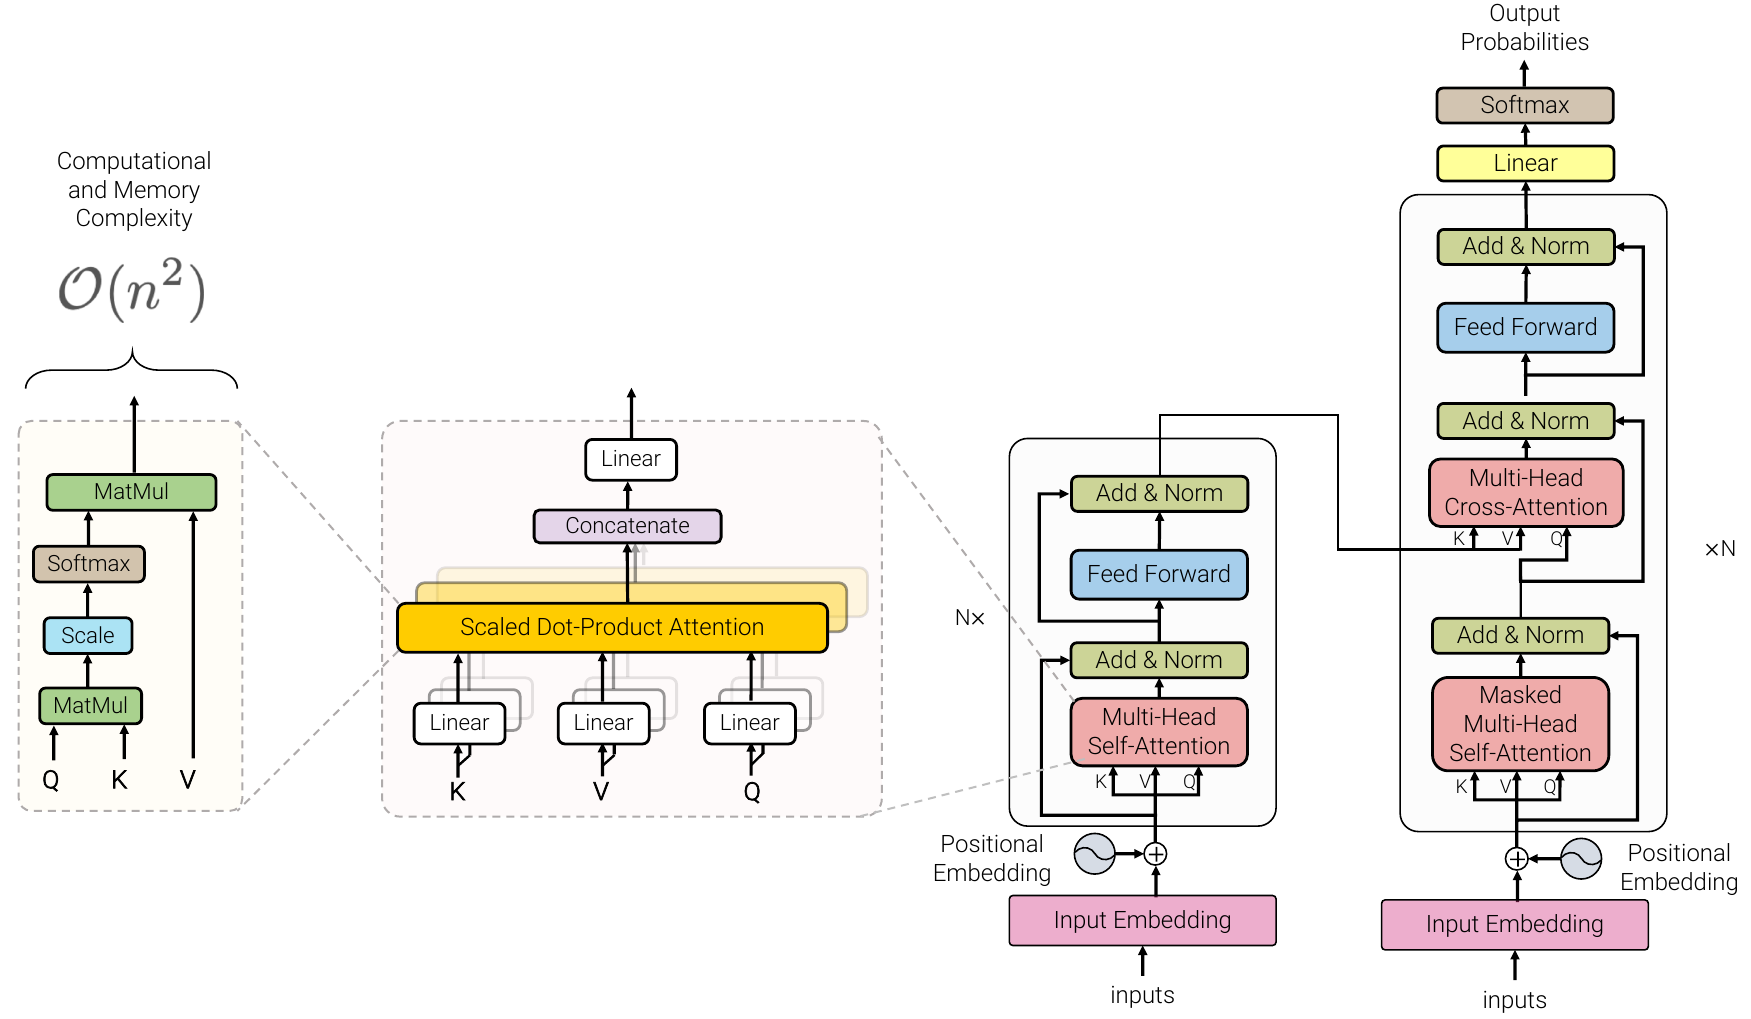 Computational
and Memory
Complexity
O(n²)
MatMul
Softmax
Scale
MatMul
Q K V
Linear
Concatenate
Scaled Dot-Product Attention
Linear Linear Linear
K V Q
N×
Add & Norm
Feed Forward
Add & Norm
Multi-Head
Self-Attention
K V Q
Positional
Embedding
+
Input Embedding
inputs
Output
Probabilities
Softmax
Linear
Add & Norm
Feed Forward
Add & Norm
Multi-Head
Cross-Attention
K V Q
×N
Add & Norm
Masked
Multi-Head
Self-Attention
K V Q
+
Positional
Embedding
Input Embedding
inputs